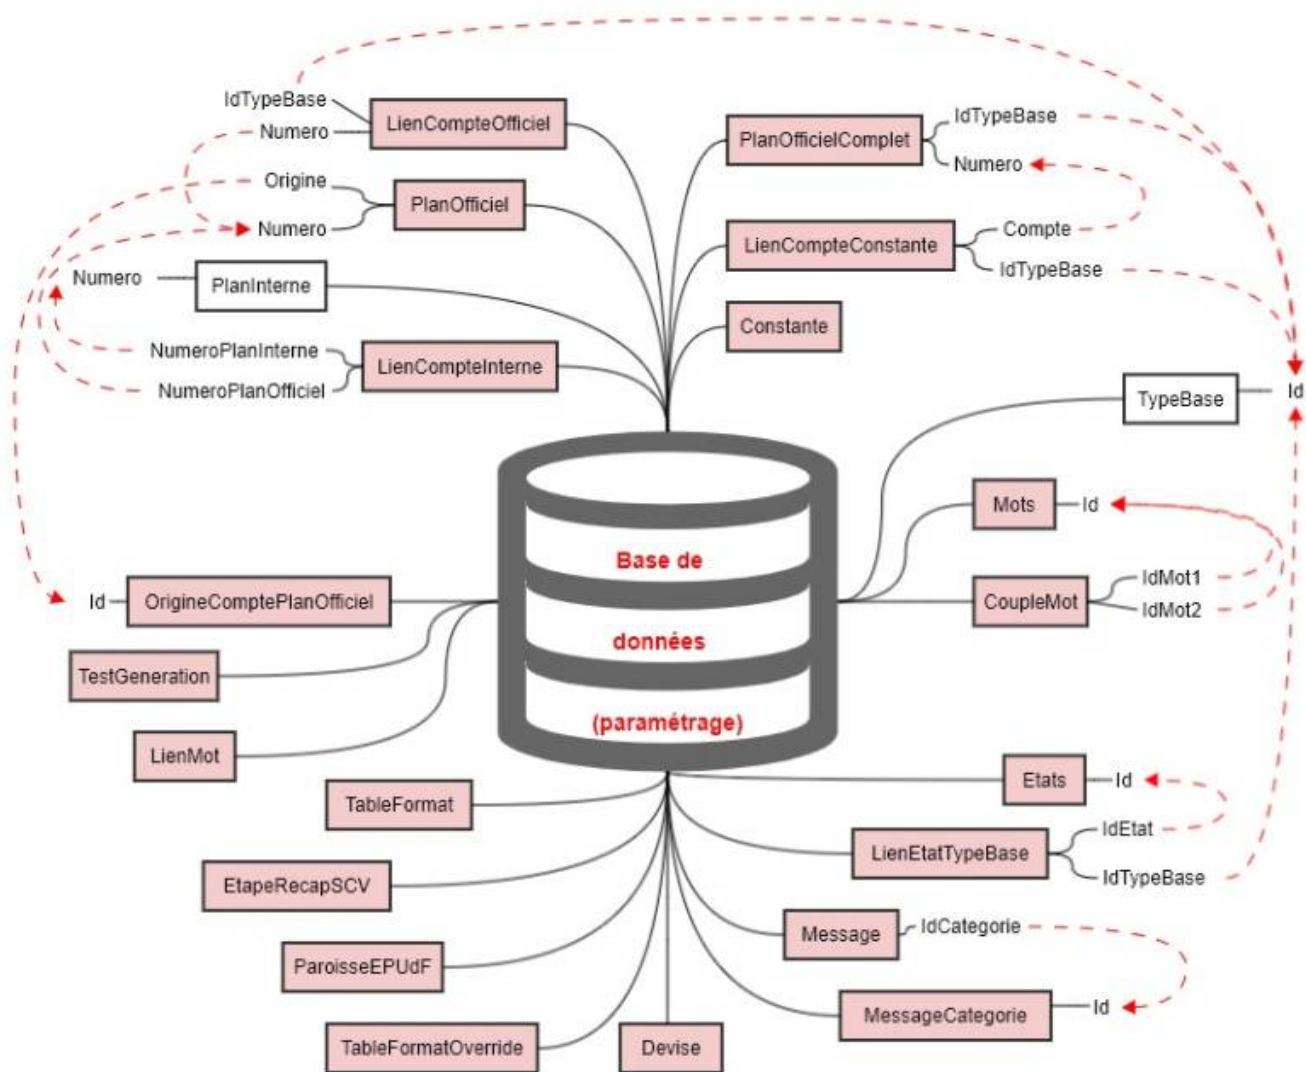 IdTypeBase
LienCompteOfficiel
Numero
Origine
PlanOfficiel
Numero
Numero
PlanInterne
NumeroPlanInterne
LienCompteInterne
NumeroPlanOfficiel
PlanOfficielComplet
IdTypeBase
Numero
LienCompteConstante
Compte
IdTypeBase
Constante
TypeBase
Id
Mots
Id
CoupleMot
IdMot1
IdMot2
Base de
données
(paramétrage)
Id
OrigineComptePlanOfficiel
TestGeneration
LienMot
TableFormat
EtapeRecapSCV
ParoisseEPUdF
TableFormatOverride
Devise
Etats
Id
LienEtatTypeBase
IdEtat
IdTypeBase
Message
IdCategorie
MessageCategorie
Id